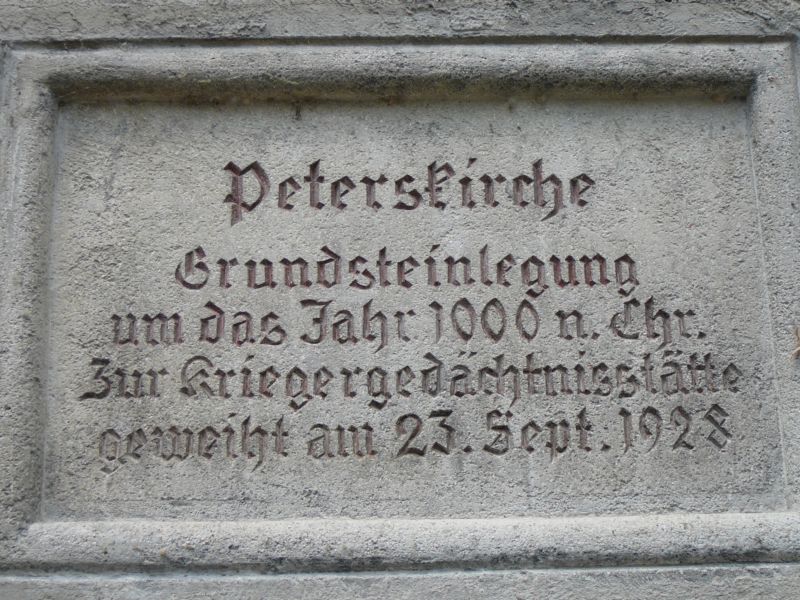 Peterskirche
Grundsteinlegung
um das Jahr 1000 n. Chr.
Zur Kriegergedächtnisstätte
geweiht am 23. Sept. 1928